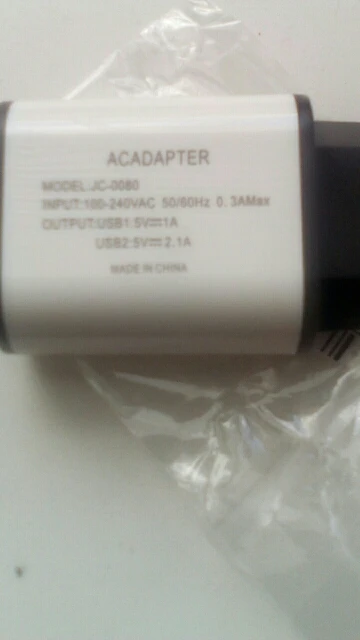 ACADAPTER
MODEL:JC-0080
INPUT:100-240VAC 50/60Hz 0.3AMax
OUTPUT:USB1:5V⎓1A
USB2:5V⎓2.1A
MADE IN CHINA